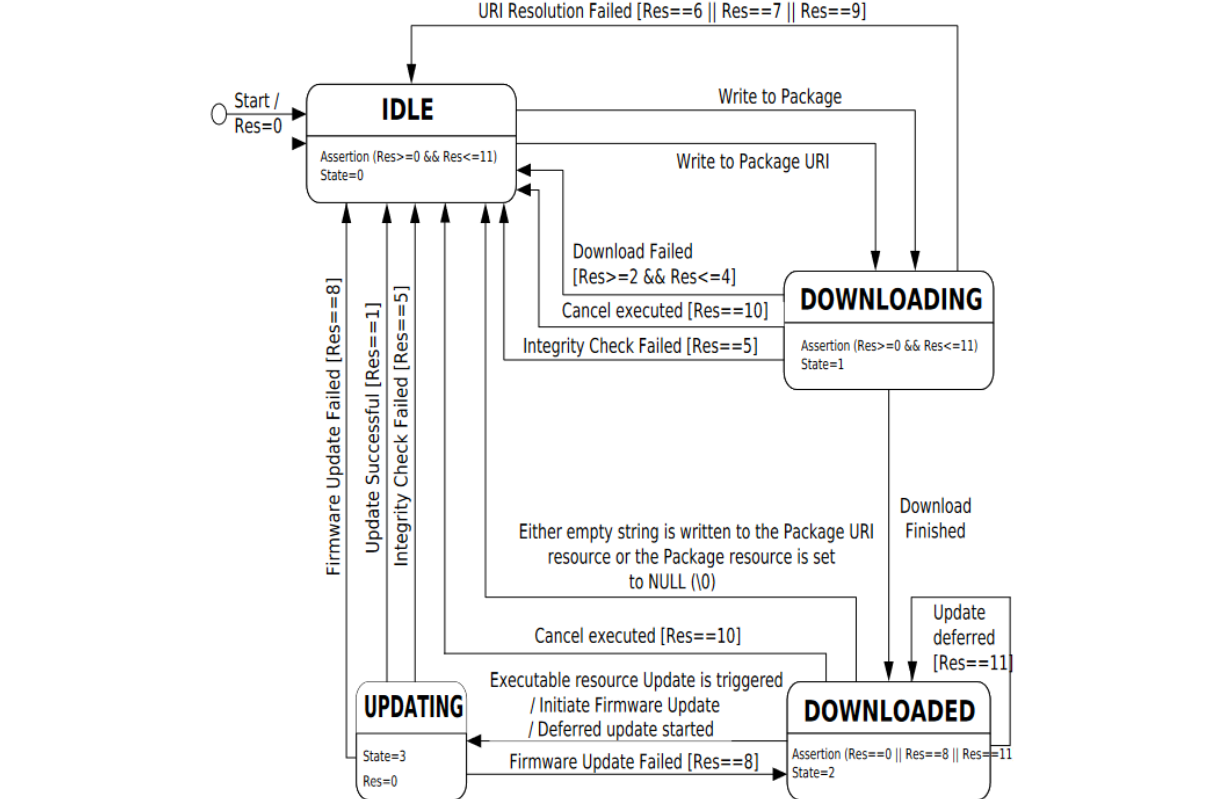 URI Resolution Failed [Res==6 || Res==7 || Res==9]
Start /
Res=0
IDLE
Assertion (Res>=0 && Res<=11)
State=0
Write to Package
Write to Package URI
Download Failed
[Res>=2 && Res<=4]
Cancel executed [Res==10]
Integrity Check Failed [Res==5]
DOWNLOADING
Assertion (Res>=0 && Res<=11)
State=1
Firmware Update Failed [Res==8]
Update Successful [Res==1]
Integrity Check Failed [Res==5]
Download
Finished
Either empty string is written to the Package URI
resource or the Package resource is set
to NULL (\0)
Update
deferred
[Res==11]
Cancel executed [Res==10]
Executable resource Update is triggered
/ Initiate Firmware Update
/ Deferred update started
Firmware Update Failed [Res==8]
UPDATING
State=3
Res=0
DOWNLOADED
Assertion (Res==0 || Res==8 || Res==11
State=2